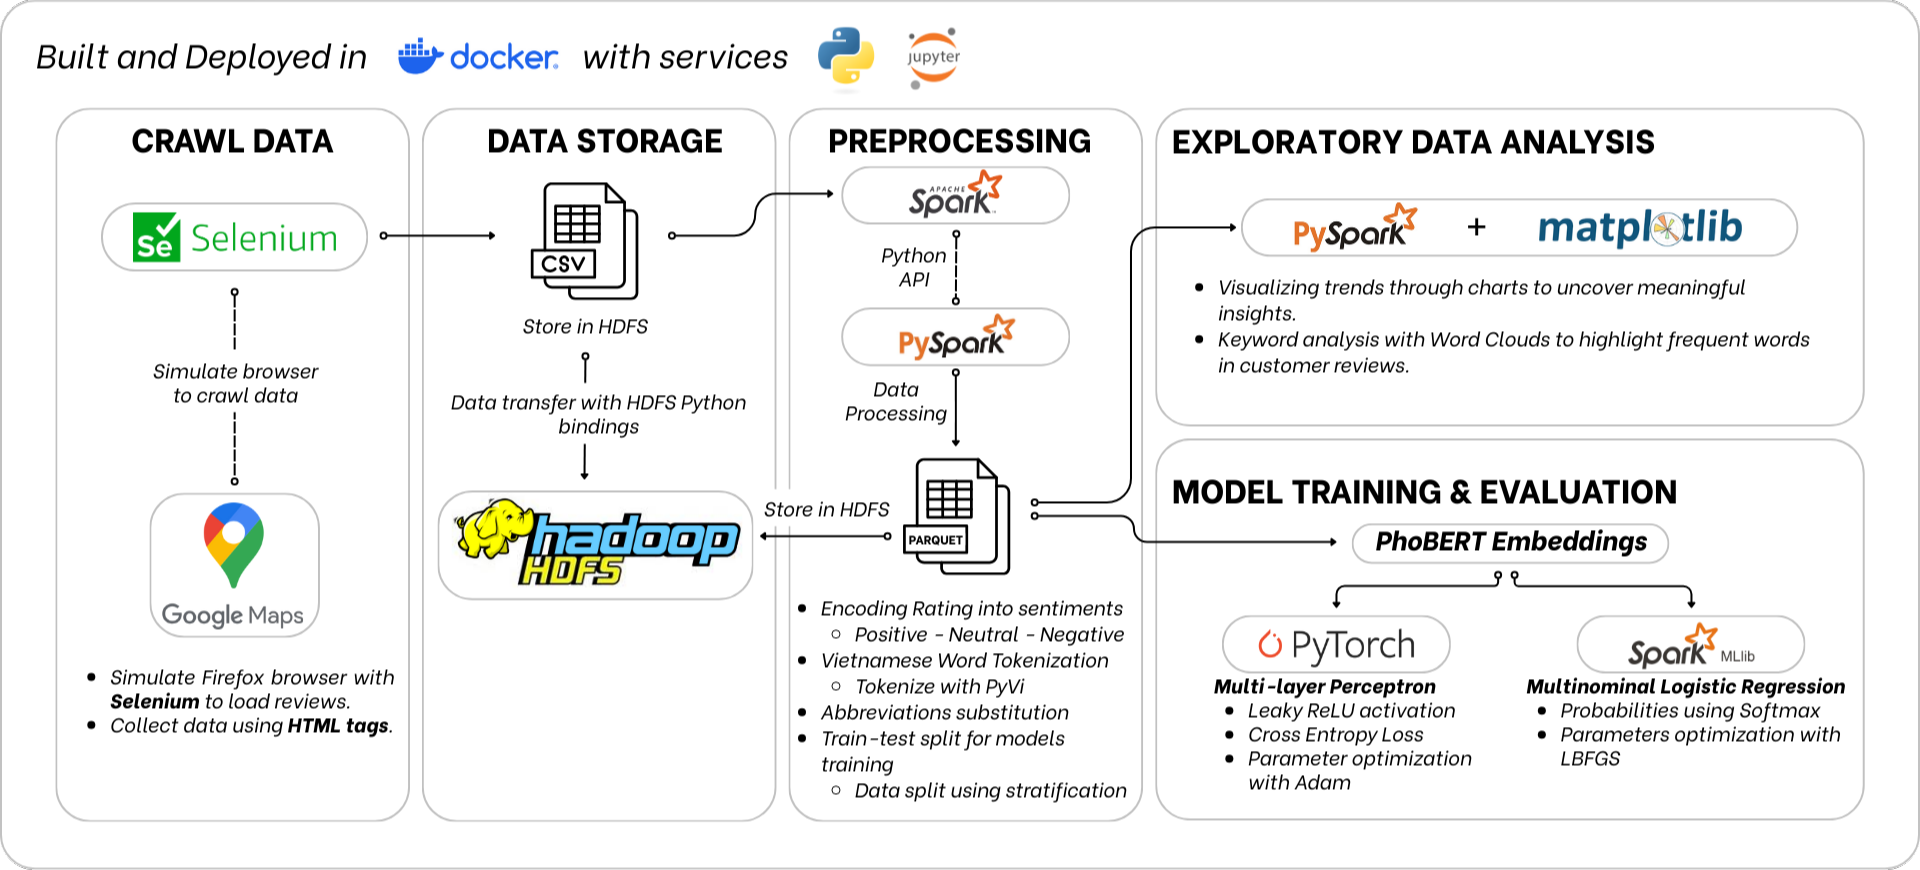 Built and Deployed in docker with services
jupyter
CRAWL DATA
Se Selenium
Simulate browser
to crawl data
Google Maps
• Simulate Firefox browser with
Selenium to load reviews.
• Collect data using HTML tags.
DATA STORAGE
CSV
Store in HDFS
Data transfer with HDFS Python
bindings
hadoop
HDFS
PREPROCESSING
APACHE
Spark
Python
API
PySpark
Data
Processing
Store in HDFS
PARQUET
• Encoding Rating into sentiments
○ Positive - Neutral - Negative
• Vietnamese Word Tokenization
○ Tokenize with PyVi
• Abbreviations substitution
• Train-test split for models
training
○ Data split using stratification
EXPLORATORY DATA ANALYSIS
PySpark + matplotlib
• Visualizing trends through charts to uncover meaningful
insights.
• Keyword analysis with Word Clouds to highlight frequent words
in customer reviews.
MODEL TRAINING & EVALUATION
PhoBERT Embeddings
PyTorch
Multi-layer Perceptron
• Leaky ReLU activation
• Cross Entropy Loss
• Parameter optimization
with Adam
Spark MLlib
Multinominal Logistic Regression
• Probabilities using Softmax
• Parameters optimization with
LBFGS